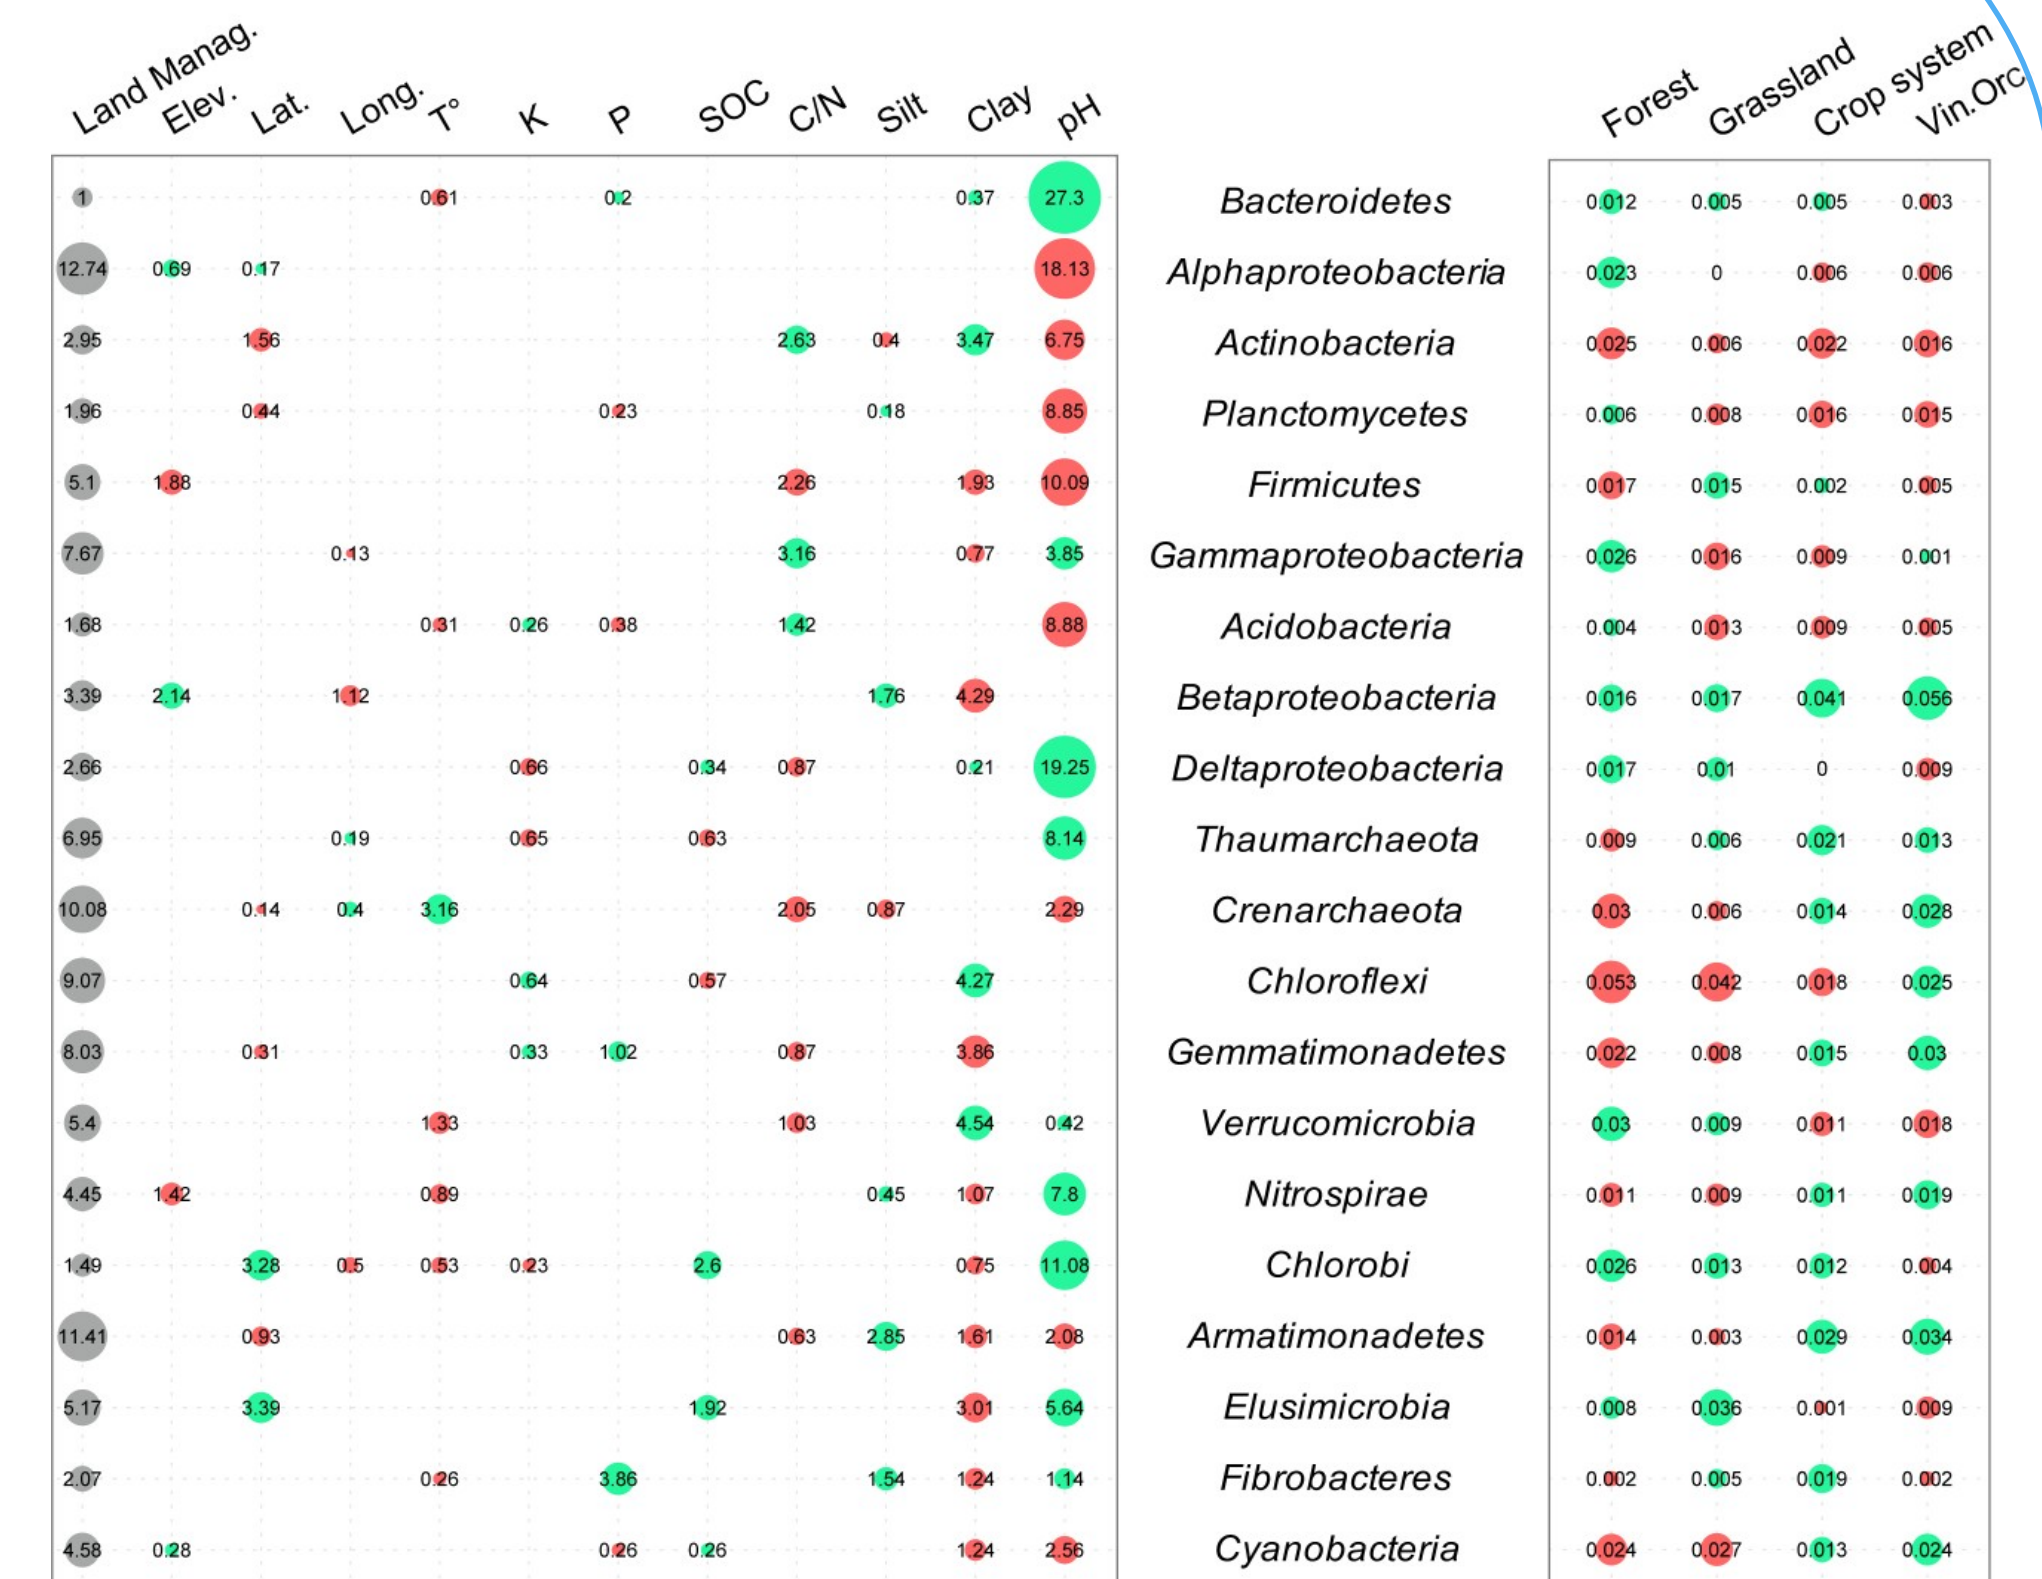 Land Manag. Elev. Lat. Long. T° K P SOC C/N Silt Clay pH Forest Grassland Crop system Vin.Orc
1 0.61 0.2 0.37 27.3 Bacteroidetes 0.012 0.005 0.005 0.003
12.74 0.69 0.17 18.13 Alphaproteobacteria 0.023 0 0.006 0.006
2.95 1.56 2.63 0.4 3.47 6.75 Actinobacteria 0.025 0.006 0.022 0.016
1.96 0.44 0.23 0.18 8.85 Planctomycetes 0.006 0.008 0.016 0.015
5.1 1.88 2.26 1.93 10.09 Firmicutes 0.017 0.015 0.002 0.005
7.67 0.13 3.16 0.77 3.85 Gammaproteobacteria 0.026 0.016 0.009 0.001
1.68 0.31 0.26 0.38 1.42 8.88 Acidobacteria 0.004 0.013 0.009 0.005
3.39 2.14 1.12 1.76 4.29 Betaproteobacteria 0.016 0.017 0.041 0.056
2.66 0.66 0.34 0.87 0.21 19.25 Deltaproteobacteria 0.017 0.01 0 0.009
6.95 0.19 0.65 0.63 8.14 Thaumarchaeota 0.009 0.006 0.021 0.013
10.08 0.14 0.4 3.16 2.05 0.87 2.29 Crenarchaeota 0.03 0.006 0.014 0.028
9.07 0.64 0.57 4.27 Chloroflexi 0.053 0.042 0.018 0.025
8.03 0.31 0.33 1.02 0.87 3.86 Gemmatimonadetes 0.022 0.008 0.015 0.03
5.4 1.33 1.03 4.54 0.42 Verrucomicrobia 0.03 0.009 0.011 0.018
4.45 1.42 0.89 0.45 1.07 7.8 Nitrospirae 0.011 0.009 0.011 0.019
1.49 3.28 0.5 0.53 0.23 2.6 0.75 11.08 Chlorobi 0.026 0.013 0.012 0.004
11.41 0.93 0.63 2.85 1.61 2.08 Armatimonadetes 0.014 0.003 0.029 0.034
5.17 3.39 1.92 3.01 5.64 Elusimicrobia 0.008 0.036 0.001 0.009
2.07 0.26 3.86 1.54 1.24 1.14 Fibrobacteres 0.002 0.005 0.019 0.002
4.58 0.28 0.26 0.26 1.24 2.56 Cyanobacteria 0.024 0.027 0.013 0.024